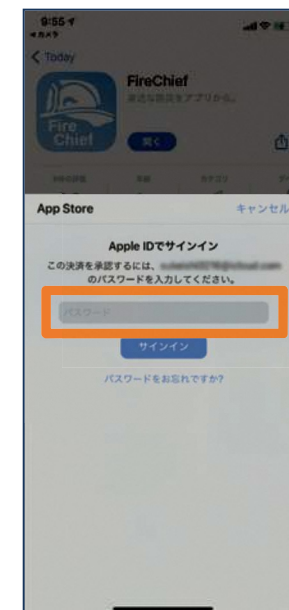 9:55
Today
FireChief
身近な防災をアプリから。
Fire
Chief
開く
App Store
キャンセル
Apple IDでサインイン
この決済を承認するには、
のパスワードを入力してください。
パスワード
サインイン
パスワードをお忘れですか?